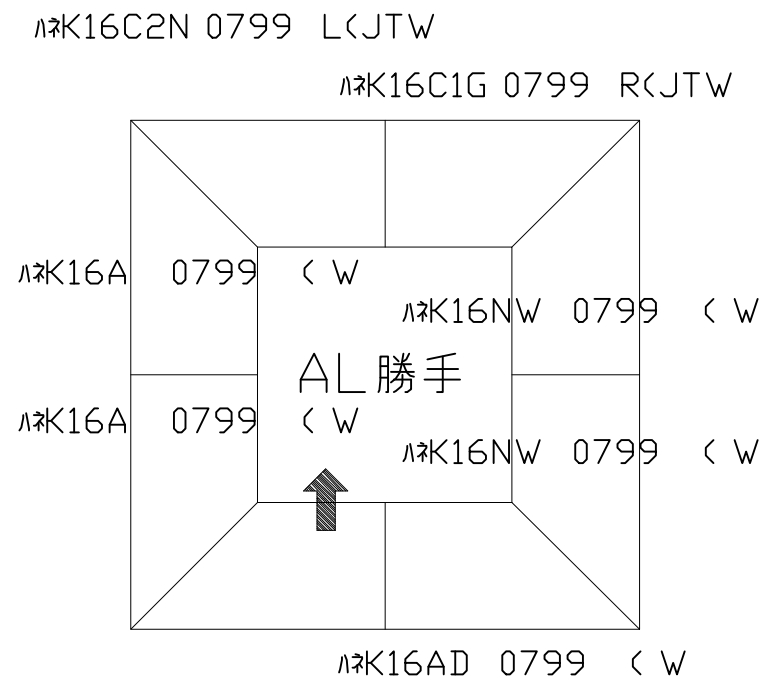 ﾊﾈK16C2N 0799 L(JTW
ﾊﾈK16C1G 0799 R(JTW
ﾊﾈK16A 0799 ( W
ﾊﾈK16NW 0799 ( W
AL勝手
ﾊﾈK16A 0799 ( W
ﾊﾈK16NW 0799 ( W
ﾊﾈK16AD 0799 ( W